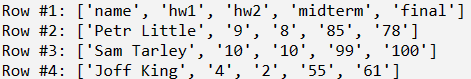 Row #1: ['name', 'hw1', 'hw2', 'midterm', 'final']
Row #2: ['Petr Little', '9', '8', '85', '78']
Row #3: ['Sam Tarley', '10', '10', '99', '100']
Row #4: ['Joff King', '4', '2', '55', '61']